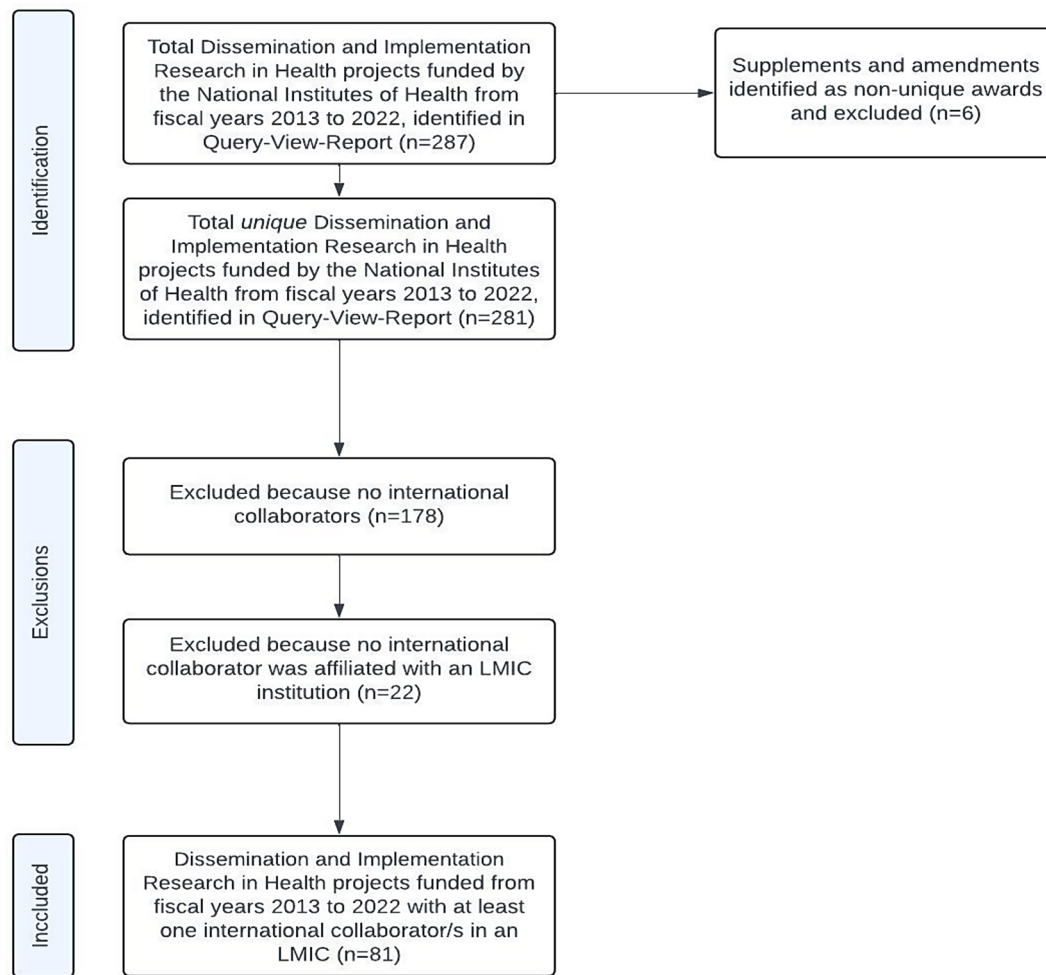 Identification
Total Dissemination and Implementation
Research in Health projects funded by
the National Institutes of Health from
fiscal years 2013 to 2022, identified in
Query-View-Report (n=287)
Supplements and amendments
identified as non-unique awards
and excluded (n=6)
Total unique Dissemination and
Implementation Research in Health
projects funded by the National Institutes
of Health from fiscal years 2013 to 2022,
identified in Query-View-Report (n=281)
Exclusions
Excluded because no international
collaborators (n=178)
Excluded because no international
collaborator was affiliated with an LMIC
institution (n=22)
Inccluded
Dissemination and Implementation
Research in Health projects funded from
fiscal years 2013 to 2022 with at least
one international collaborator/s in an
LMIC (n=81)